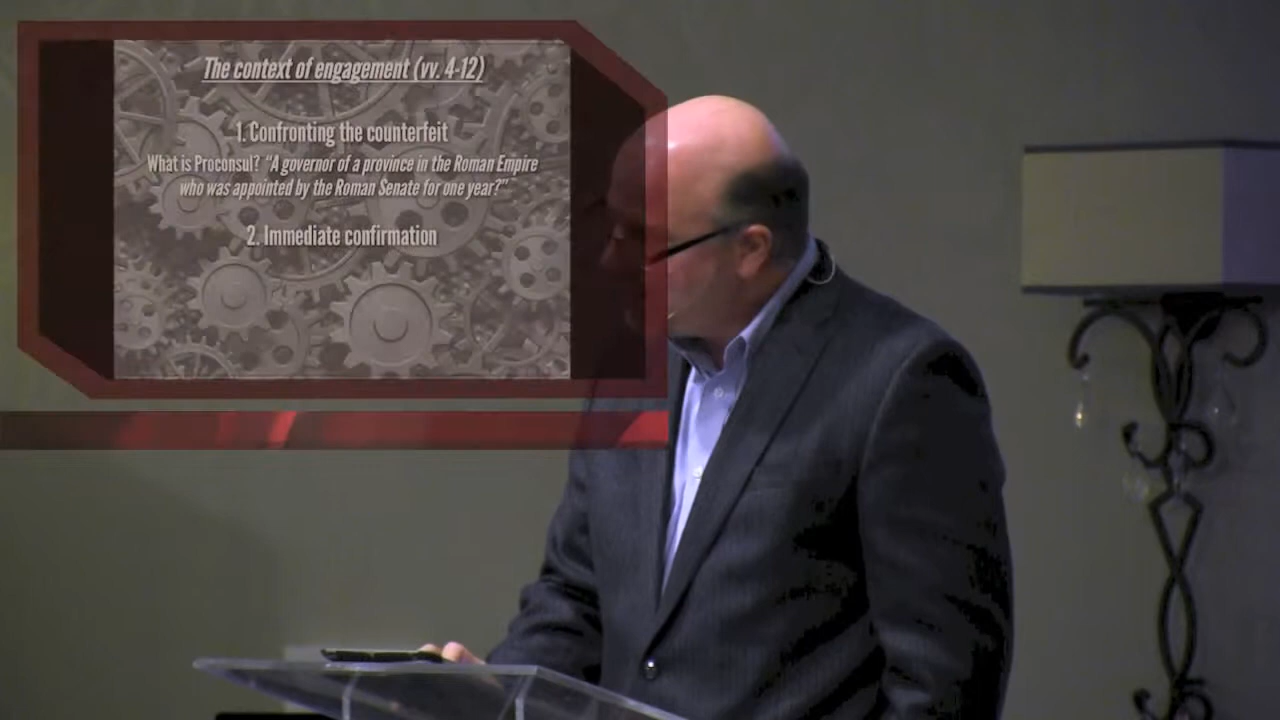 The context of engagement (vv. 4-12)
1. Confronting the counterfeit
What is Proconsul? "A governor of a province in the Roman Empire
who was appointed by the Roman Senate for one year?"
2. Immediate confirmation